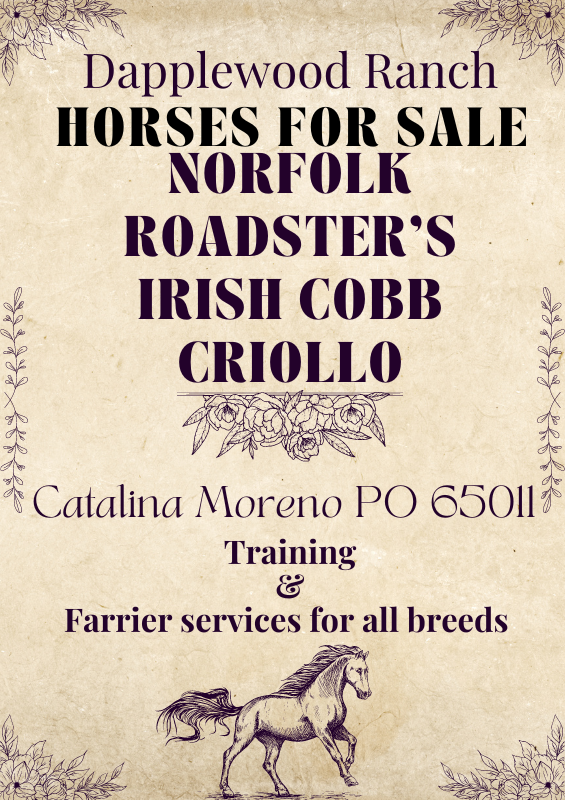 Dapplewood Ranch
HORSES FOR SALE
NORFOLK
ROADSTER’S
IRISH COBB
CRIOLLO
Catalina Moreno PO 65011
Training
&
Farrier services for all breeds